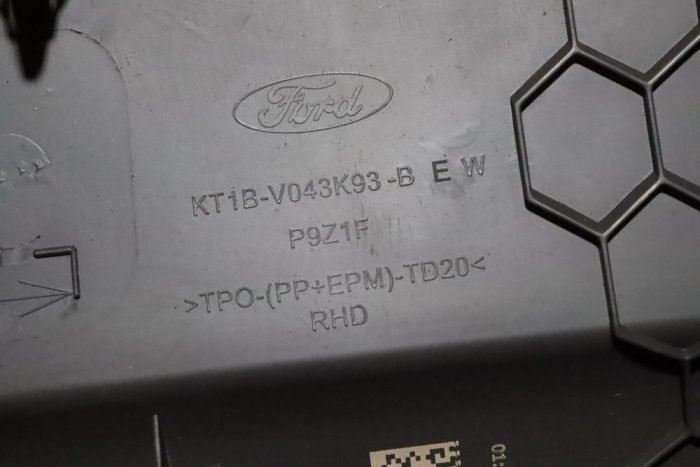 Ford
KT1B-V043K93-B E W
P9Z1F
>TPO-(PP+EPM)-TD20<
RHD